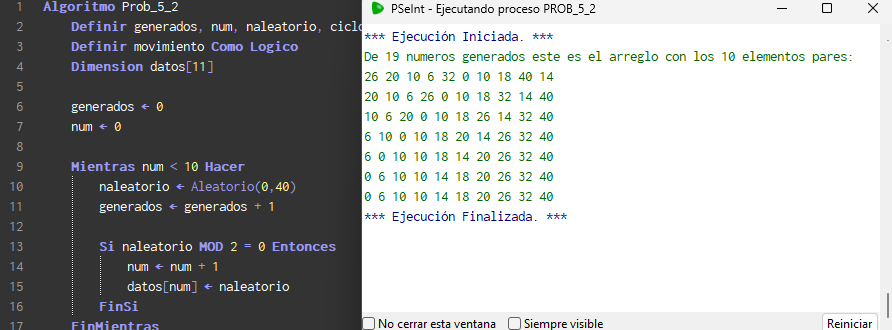 1 Algoritmo Prob_5_2
2 Definir generados, num, naleatorio, ciclo
3 Definir movimiento Como Logico
4 Dimension datos[11]
5
6 generados ← 0
7 num ← 0
8
9 Mientras num < 10 Hacer
10 naleatorio ← Aleatorio(0,40)
11 generados ← generados + 1
12
13 Si naleatorio MOD 2 = 0 Entonces
14 num ← num + 1
15 datos[num] ← naleatorio
16 FinSi
17 FinMientras
PSeInt - Ejecutando proceso PROB_5_2
*** Ejecución Iniciada. ***
De 19 numeros generados este es el arreglo con los 10 elementos pares:
26 20 10 6 32 0 10 18 40 14
20 10 6 26 0 10 18 32 14 40
10 6 20 0 10 18 26 14 32 40
6 10 0 10 18 20 14 26 32 40
6 0 10 10 18 14 20 26 32 40
0 6 10 10 14 18 20 26 32 40
0 6 10 10 14 18 20 26 32 40
*** Ejecución Finalizada. ***
No cerrar esta ventana Siempre visible Reiniciar